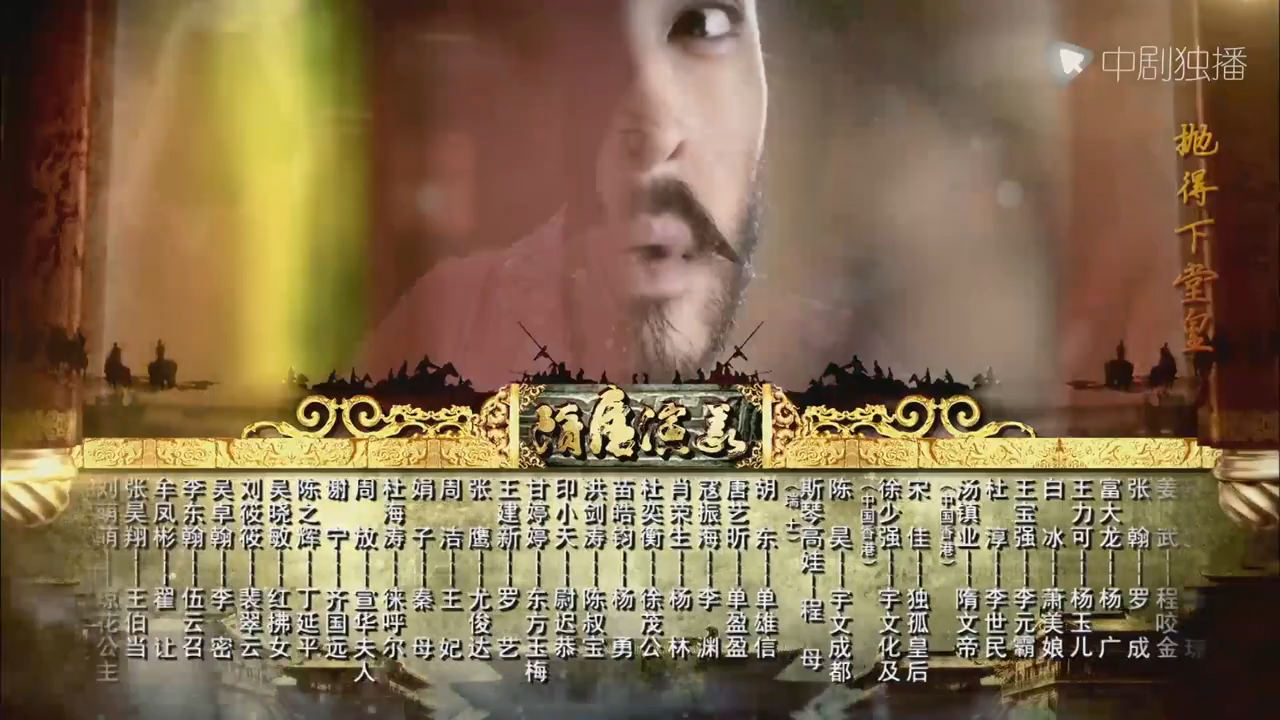 中剧独播
抛得下堂皇
隋唐演义
姜武——程咬金
张翰——罗成
富大龙——杨广
王力可——杨玉儿
白冰——萧美娘
王宝强——李元霸
杜淳——李世民
汤镇业——隋文帝
(中国香港)
宋佳——独孤皇后
徐少强——宇文化及
(中国香港)
陈昊——宇文成都
斯琴高娃——程母
(瑞士)
胡东——单雄信
唐艺昕——单盈盈
寇振海——李渊
肖荣生——杨林
杜奕衡——徐茂公
苗皓钧——杨勇
洪剑涛——陈叔宝
印小天——尉迟恭
甘婷婷——东方玉梅
王建新——罗艺
张鹰——尤俊达
周洁——王妃
娟子——秦母
杜海涛——徕呼尔
周放——宣华夫人
谢宁——齐国远
陈之辉——丁延平
吴晓敏——红拂女
刘筱筱——裴翠云
吴卓翰——李密
李东翰——伍云召
牟凤彬——翟让
张昊翔——王伯当
刘萌萌——琼花公主